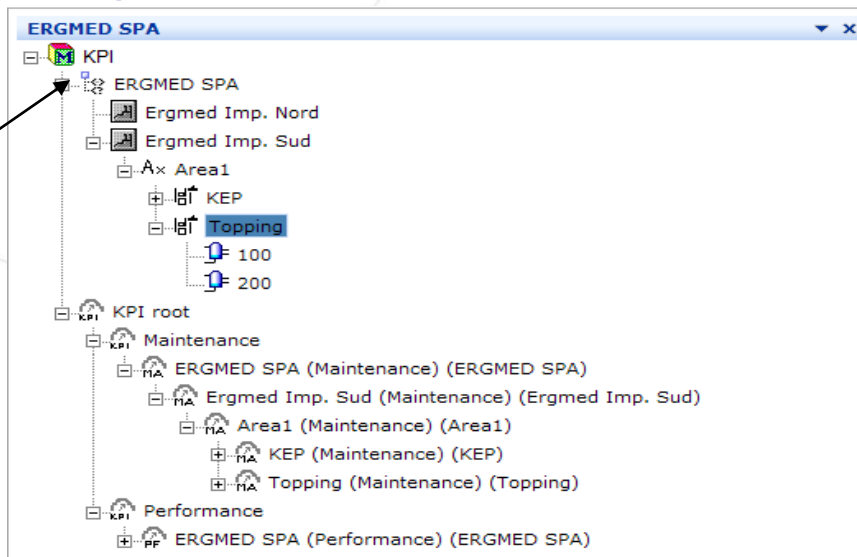 ERGMED SPA
KPI
ERGMED SPA
Ergmed Imp. Nord
Ergmed Imp. Sud
Area1
KEP
Topping
100
200
KPI root
Maintenance
ERGMED SPA (Maintenance) (ERGMED SPA)
Ergmed Imp. Sud (Maintenance) (Ergmed Imp. Sud)
Area1 (Maintenance) (Area1)
KEP (Maintenance) (KEP)
Topping (Maintenance) (Topping)
Performance
ERGMED SPA (Performance) (ERGMED SPA)